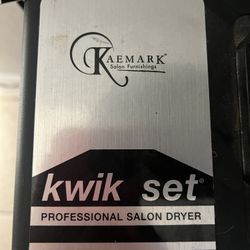 KAEMARK®
Salon Furnishings
kwik set®
PROFESSIONAL SALON DRYER